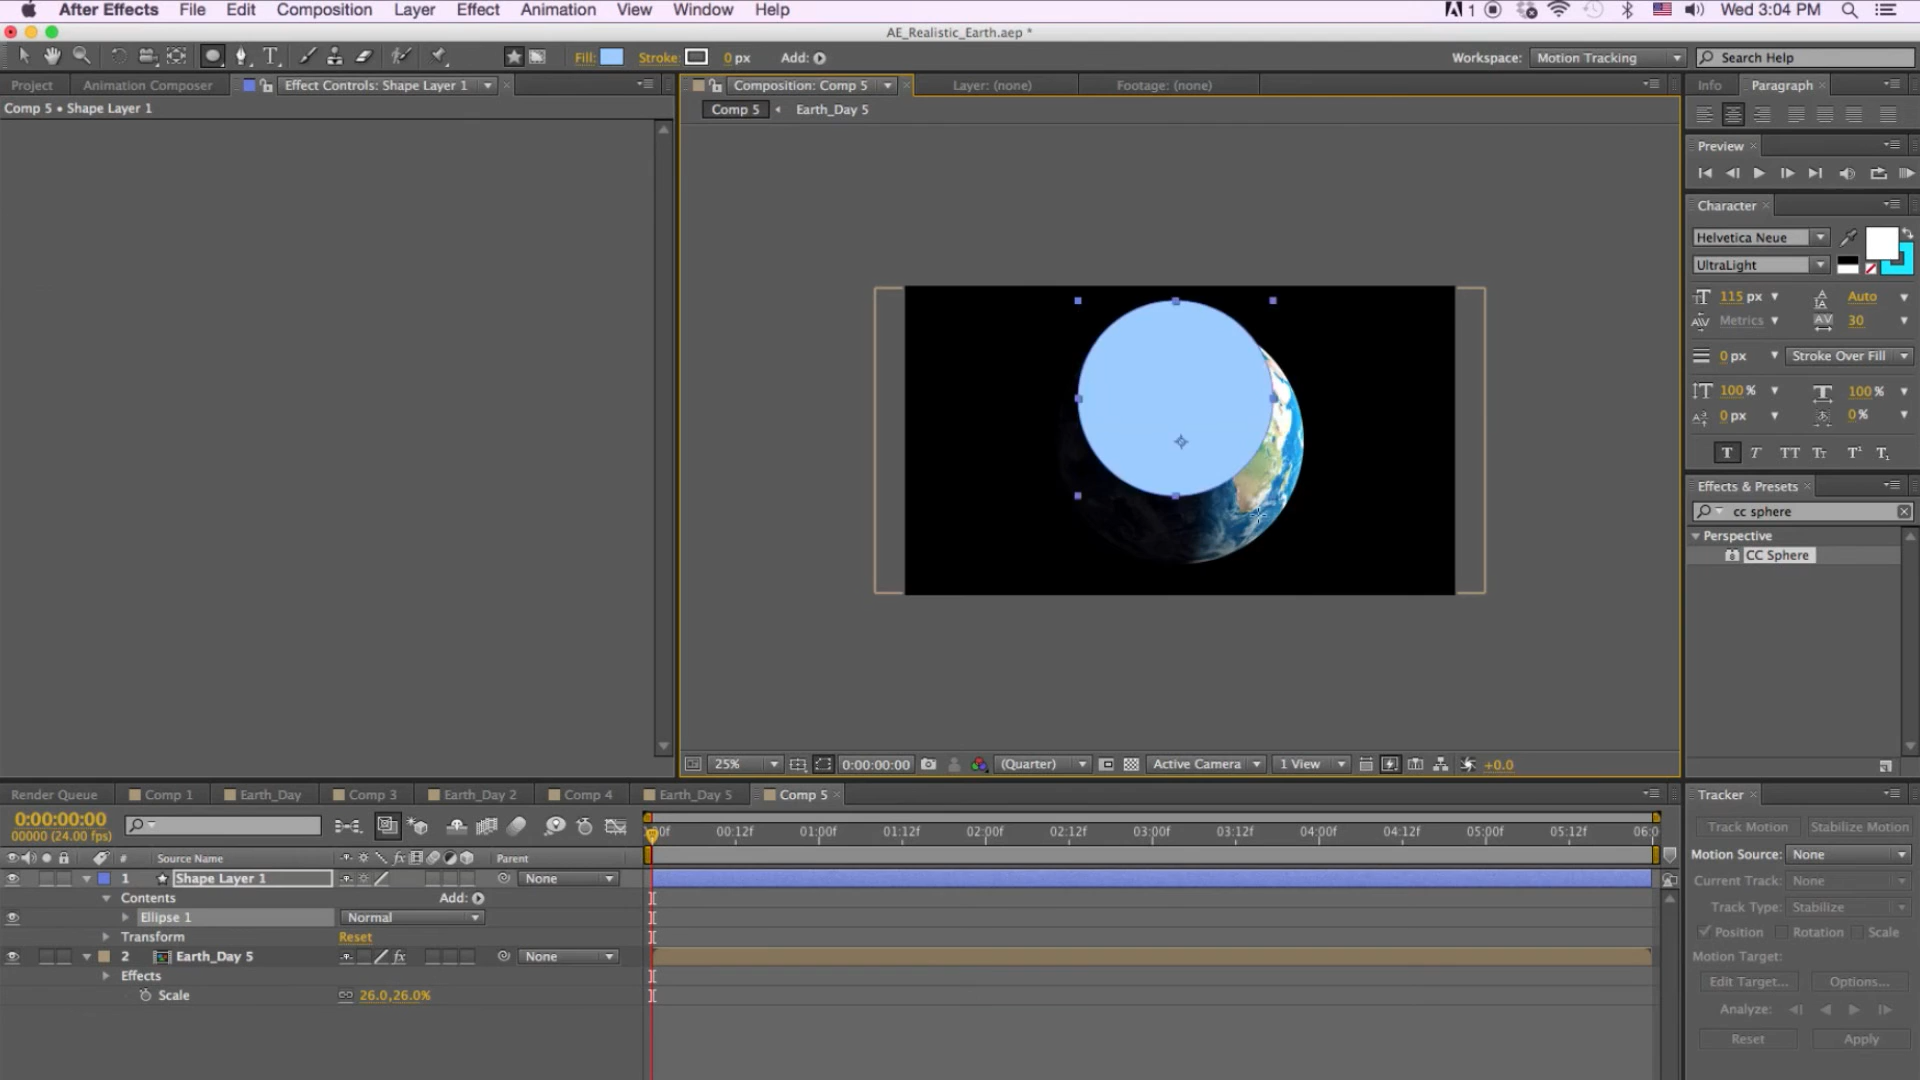 After Effects File Edit Composition Layer Effect Animation View Window Help 1 Wed 3:04 PM
AE_Realistic_Earth.aep *
Fill: Stroke: 0 px Add: Workspace: Motion Tracking Search Help
Project Animation Composer Effect Controls: Shape Layer 1 Composition: Comp 5 Layer: (none) Footage: (none) Info Paragraph
Comp 5 • Shape Layer 1
Comp 5 Earth_Day 5
Preview
Character
Helvetica Neue
UltraLight
115 px Auto
Metrics 30
0 px Stroke Over Fill
100 % 100 %
0 px 0 %
T T TT Tt T¹ T₁
Effects & Presets
cc sphere
Perspective
CC Sphere
25% 0:00:00:00 (Quarter) Active Camera 1 View +0.0
Render Queue Comp 1 Earth_Day Comp 3 Earth_Day 2 Comp 4 Earth_Day 5 Comp 5
0:00:00:00
00000 (24.00 fps)
00:12f 01:00f 01:12f 02:00f 02:12f 03:00f 03:12f 04:00f 04:12f 05:00f 05:12f 06:0
# Source Name fx Parent
1 Shape Layer 1 None
Contents Add:
Ellipse 1 Normal
Transform Reset
2 Earth_Day 5 fx None
Effects
Scale 26.0,26.0%
Tracker
Track Motion Stabilize Motion
Motion Source: None
Current Track: None
Track Type: Stabilize
Position Rotation Scale
Motion Target:
Edit Target... Options...
Analyze:
Reset Apply